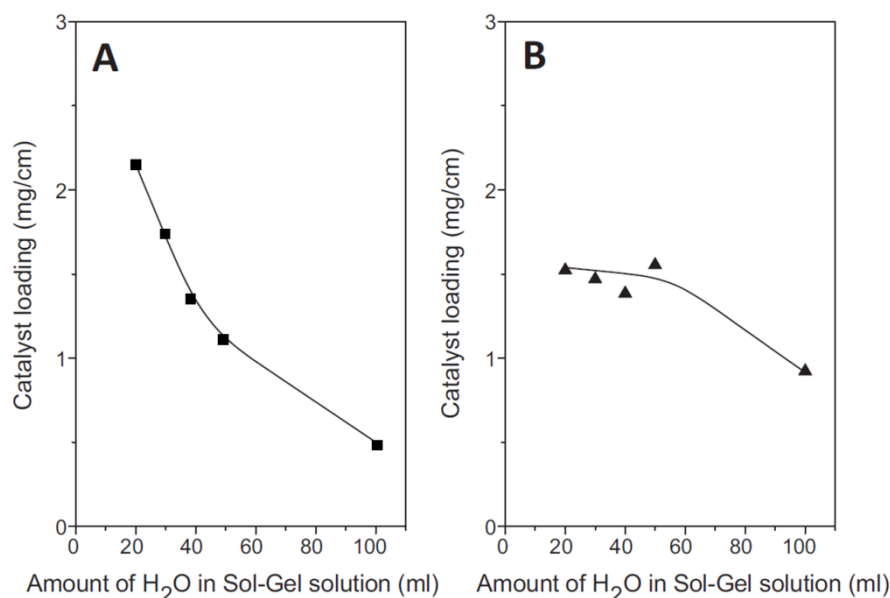 A
3
2
1
0
Catalyst loading (mg/cm)
0 20 40 60 80 100
Amount of H₂O in Sol-Gel solution (ml)
B
3
2
1
0
Catalyst loading (mg/cm)
0 20 40 60 80 100
Amount of H₂O in Sol-Gel solution (ml)